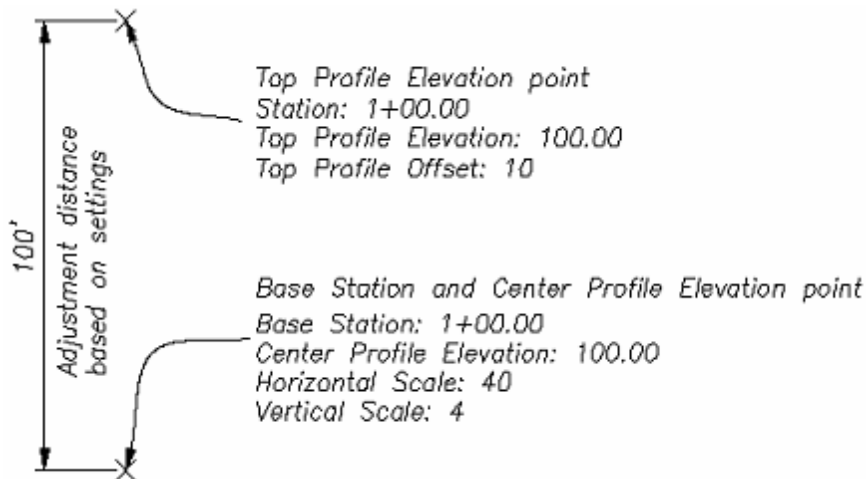 Top Profile Elevation point
Station: 1+00.00
Top Profile Elevation: 100.00
Top Profile Offset: 10
100'
Adjustment distance
based on settings
Base Station and Center Profile Elevation point
Base Station: 1+00.00
Center Profile Elevation: 100.00
Horizontal Scale: 40
Vertical Scale: 4